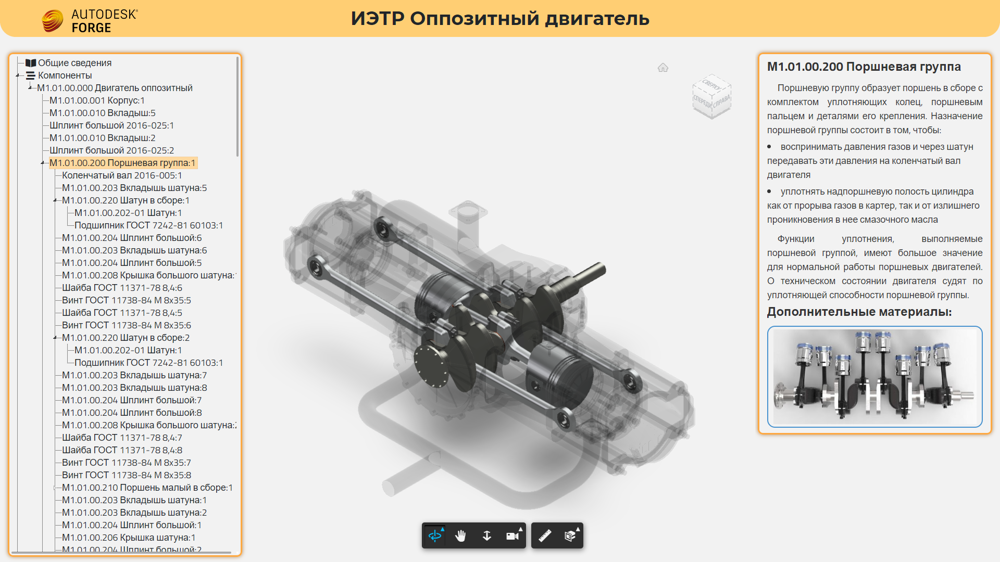 AUTODESK®
FORGE
ИЭТР Оппозитный двигатель
Общие сведения
Компоненты
М1.01.00.000 Двигатель оппозитный
М1.01.00.001 Корпус:1
М1.01.00.010 Вкладыш:5
Шплинт большой 2016-025:1
М1.01.00.010 Вкладыш:2
Шплинт большой 2016-025:2
М1.01.00.200 Поршневая группа:1
Коленчатый вал 2016-005:1
М1.01.00.203 Вкладышь шатуна:5
М1.01.00.220 Шатун в сборе:1
М1.01.00.202-01 Шатун:1
Подшипник ГОСТ 7242-81 60103:1
М1.01.00.204 Шплинт большой:6
М1.01.00.203 Вкладышь шатуна:6
М1.01.00.204 Шплинт большой:5
М1.01.00.208 Крышка большого шатуна:
Шайба ГОСТ 11371-78 8,4:6
Винт ГОСТ 11738-84 М 8х35:5
Шайба ГОСТ 11371-78 8,4:5
Винт ГОСТ 11738-84 М 8х35:6
М1.01.00.220 Шатун в сборе:2
М1.01.00.202-01 Шатун:1
Подшипник ГОСТ 7242-81 60103:1
М1.01.00.203 Вкладышь шатуна:7
М1.01.00.203 Вкладышь шатуна:8
М1.01.00.204 Шплинт большой:7
М1.01.00.204 Шплинт большой:8
М1.01.00.208 Крышка большого шатуна:2
Шайба ГОСТ 11371-78 8,4:7
Шайба ГОСТ 11371-78 8,4:8
Винт ГОСТ 11738-84 М 8х35:7
Винт ГОСТ 11738-84 М 8х35:8
М1.01.00.210 Поршень малый в сборе:1
М1.01.00.203 Вкладышь шатуна:1
М1.01.00.203 Вкладышь шатуна:2
М1.01.00.204 Шплинт большой:1
М1.01.00.206 Крышка шатуна:1
М1.01.00.204 Шплинт большой:2
СВЕРХУ
СПЕРЕДИ
СПРАВА
М1.01.00.200 Поршневая группа
Поршневую группу образует поршень в сборе с
комплектом уплотняющих колец, поршневым
пальцем и деталями его крепления. Назначение
поршневой группы состоит в том, чтобы:
• воспринимать давления газов и через шатун
передавать эти давления на коленчатый вал
двигателя
• уплотнять надпоршневую полость цилиндра
как от прорыва газов в картер, так и от излишнего
проникновения в нее смазочного масла
Функции уплотнения, выполняемые
поршневой группой, имеют большое значение
для нормальной работы поршневых двигателей.
О техническом состоянии двигателя судят по
уплотняющей способности поршневой группы.
Дополнительные материалы: